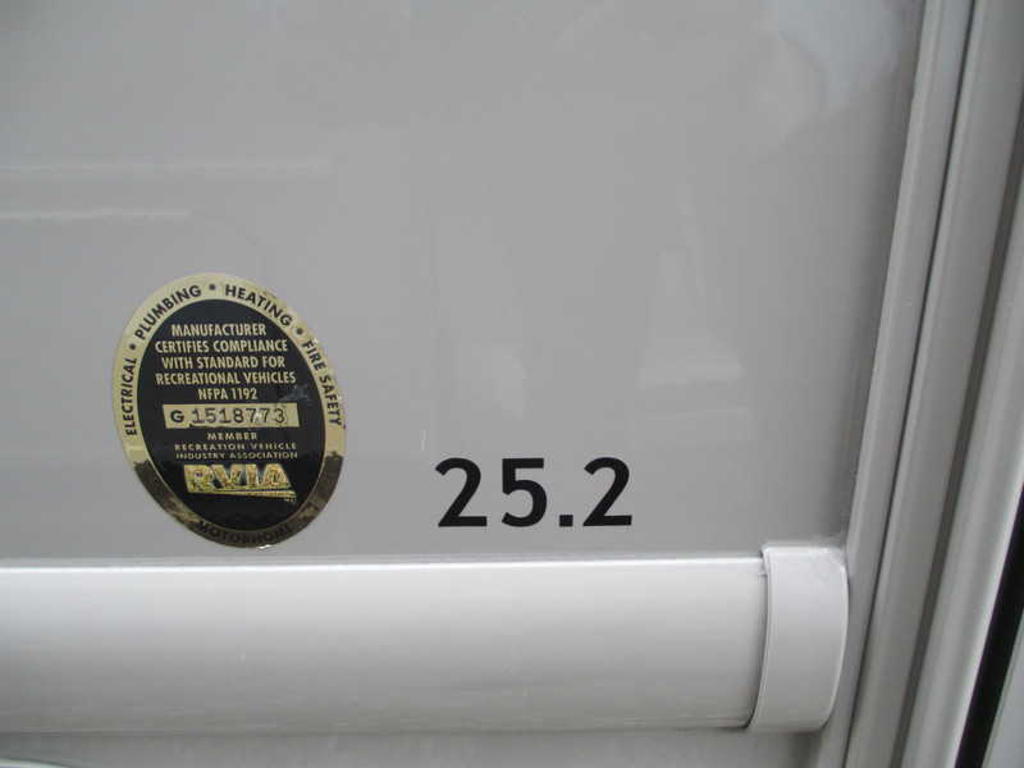 ELECTRICAL • PLUMBING • HEATING • FIRE SAFETY
MANUFACTURER
CERTIFIES COMPLIANCE
WITH STANDARD FOR
RECREATIONAL VEHICLES
NFPA 1192
G 1518773
MEMBER
RECREATION VEHICLE
INDUSTRY ASSOCIATION
RVIA
MOTORHOME
25.2